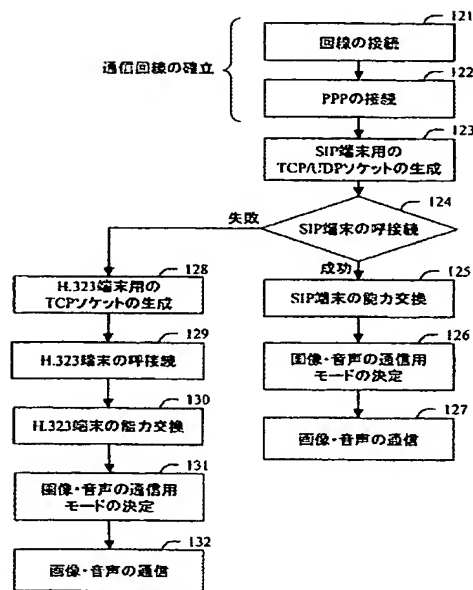 121
回線の接続
通信回線の確立
122
PPPの接続
123
SIP端末用の
TCP/UDPソケットの生成
124
失敗
SIP端末の呼接続
128
成功
125
H.323端末用の
TCPソケットの生成
SIP端末の能力交換
129
126
H.323端末の呼接続
画像・音声の通信用
モードの決定
130
127
H.323端末の能力交換
画像・音声の通信
131
画像・音声の通信用
モードの決定
132
画像・音声の通信